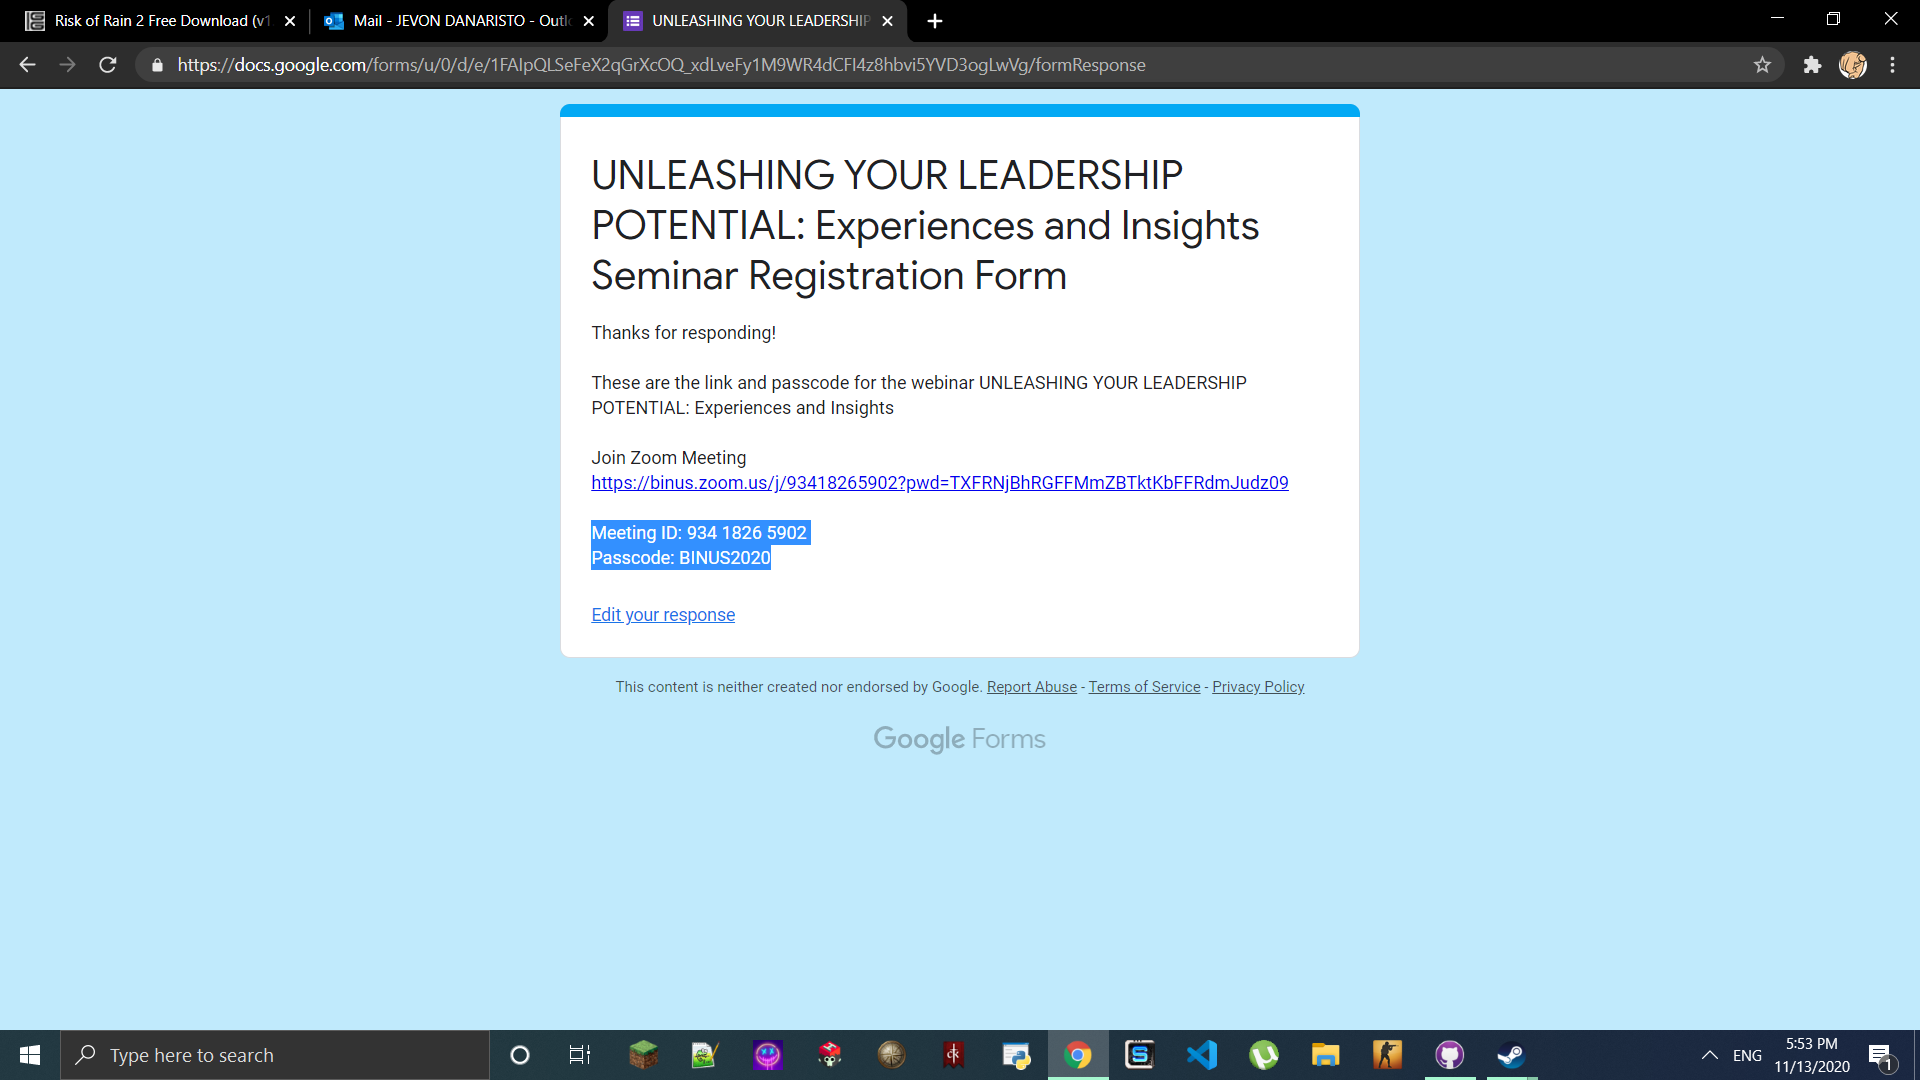 Risk of Rain 2 Free Download (v1
Mail - JEVON DANARISTO - Outlo
UNLEASHING YOUR LEADERSHIP
https://docs.google.com/forms/u/0/d/e/1FAIpQLSeFeX2qGrXcOQ_xdLveFy1M9WR4dCFI4z8hbvi5YVD3ogLwVg/formResponse
UNLEASHING YOUR LEADERSHIP
POTENTIAL: Experiences and Insights
Seminar Registration Form
Thanks for responding!
These are the link and passcode for the webinar UNLEASHING YOUR LEADERSHIP
POTENTIAL: Experiences and Insights
Join Zoom Meeting
https://binus.zoom.us/j/93418265902?pwd=TXFRNjBhRGFFMmZBTktKbFFRdmJudz09
Meeting ID: 934 1826 5902
Passcode: BINUS2020
Edit your response
This content is neither created nor endorsed by Google. Report Abuse - Terms of Service - Privacy Policy
Google Forms
Type here to search
ENG
5:53 PM
11/13/2020
1